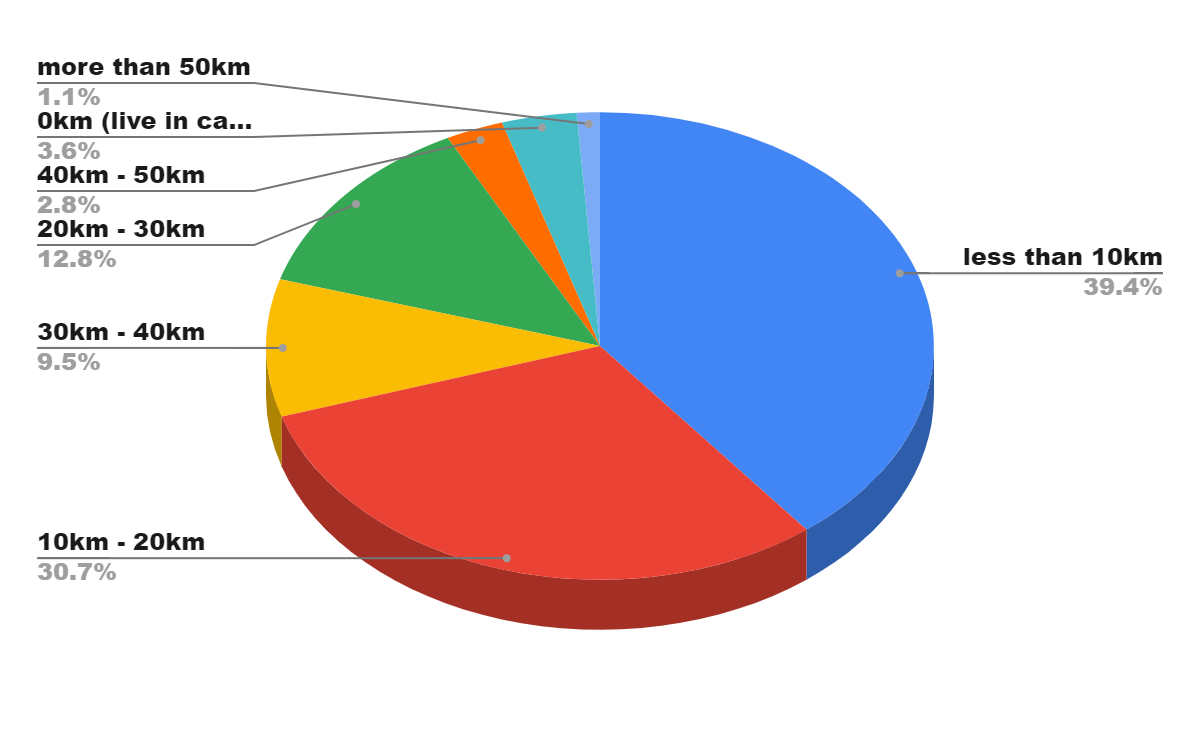 more than 50km
1.1%
0km (live in ca...
3.6%
40km - 50km
2.8%
20km - 30km
12.8%
less than 10km
39.4%
30km - 40km
9.5%
10km - 20km
30.7%